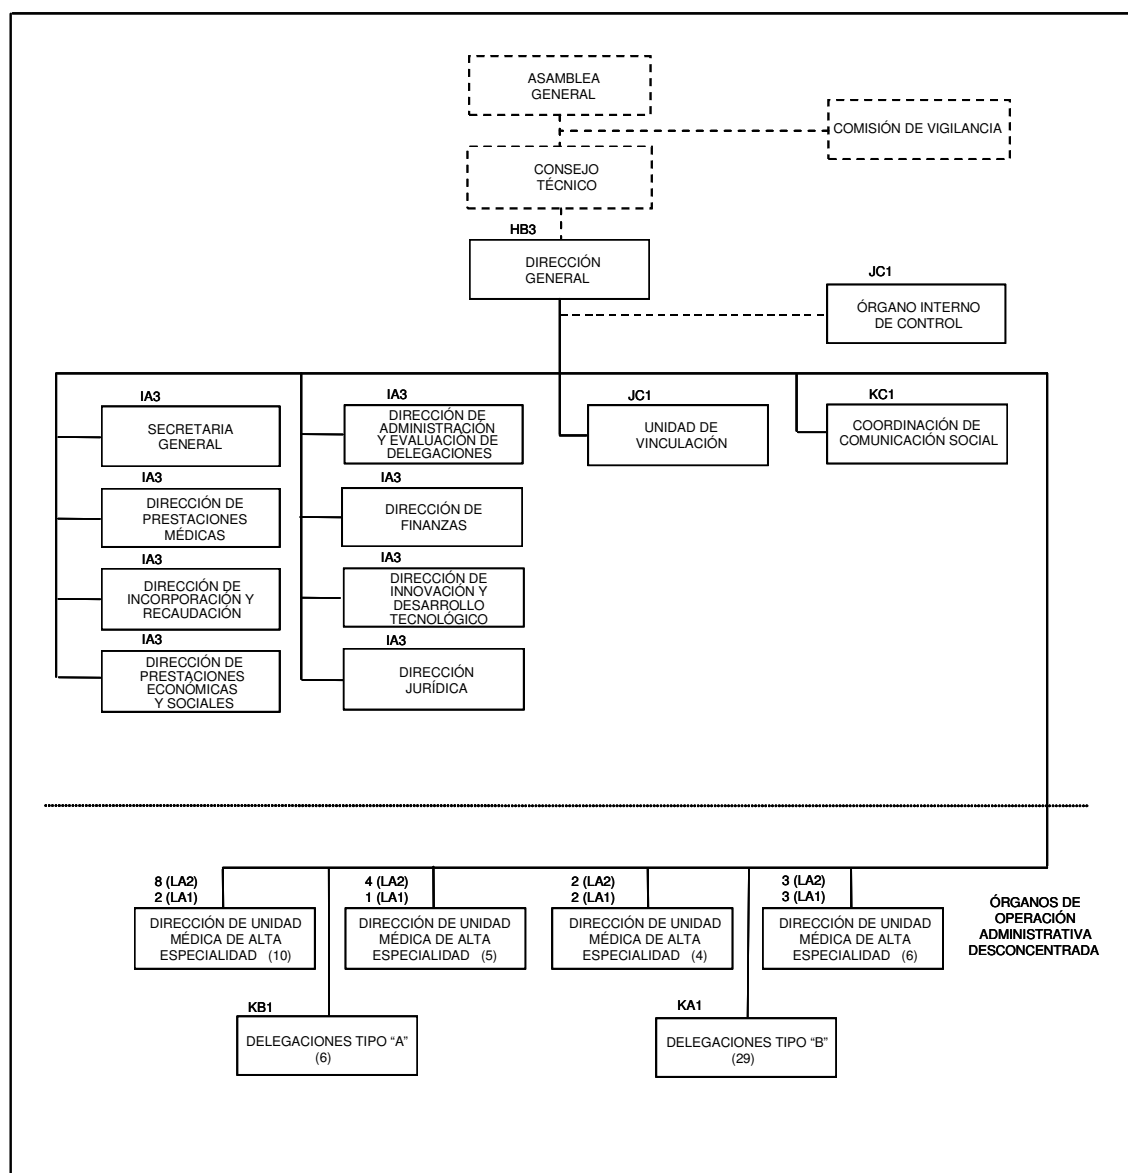 ASAMBLEA
GENERAL
COMISIÓN DE VIGILANCIA
CONSEJO
TÉCNICO
HB3
DIRECCIÓN
GENERAL
JC1
ÓRGANO INTERNO
DE CONTROL
IA3
SECRETARIA
GENERAL
IA3
DIRECCIÓN DE
ADMINISTRACIÓN
Y EVALUACIÓN DE
DELEGACIONES
JC1
UNIDAD DE
VINCULACIÓN
KC1
COORDINACIÓN DE
COMUNICACIÓN SOCIAL
IA3
DIRECCIÓN DE
PRESTACIONES
MÉDICAS
IA3
DIRECCIÓN DE
FINANZAS
IA3
DIRECCIÓN DE
INCORPORACIÓN Y
RECAUDACIÓN
IA3
DIRECCIÓN DE
INNOVACIÓN Y
DESARROLLO
TECNOLÓGICO
IA3
DIRECCIÓN DE
PRESTACIONES
ECONÓMICAS
Y SOCIALES
IA3
DIRECCIÓN
JURÍDICA
8 (LA2)
2 (LA1)
DIRECCIÓN DE UNIDAD
MÉDICA DE ALTA
ESPECIALIDAD (10)
4 (LA2)
1 (LA1)
DIRECCIÓN DE UNIDAD
MÉDICA DE ALTA
ESPECIALIDAD (5)
2 (LA2)
2 (LA1)
DIRECCIÓN DE UNIDAD
MÉDICA DE ALTA
ESPECIALIDAD (4)
3 (LA2)
3 (LA1)
DIRECCIÓN DE UNIDAD
MÉDICA DE ALTA
ESPECIALIDAD (6)
ÓRGANOS DE
OPERACIÓN
ADMINISTRATIVA
DESCONCENTRADA
KB1
DELEGACIONES TIPO “A”
(6)
KA1
DELEGACIONES TIPO “B”
(29)